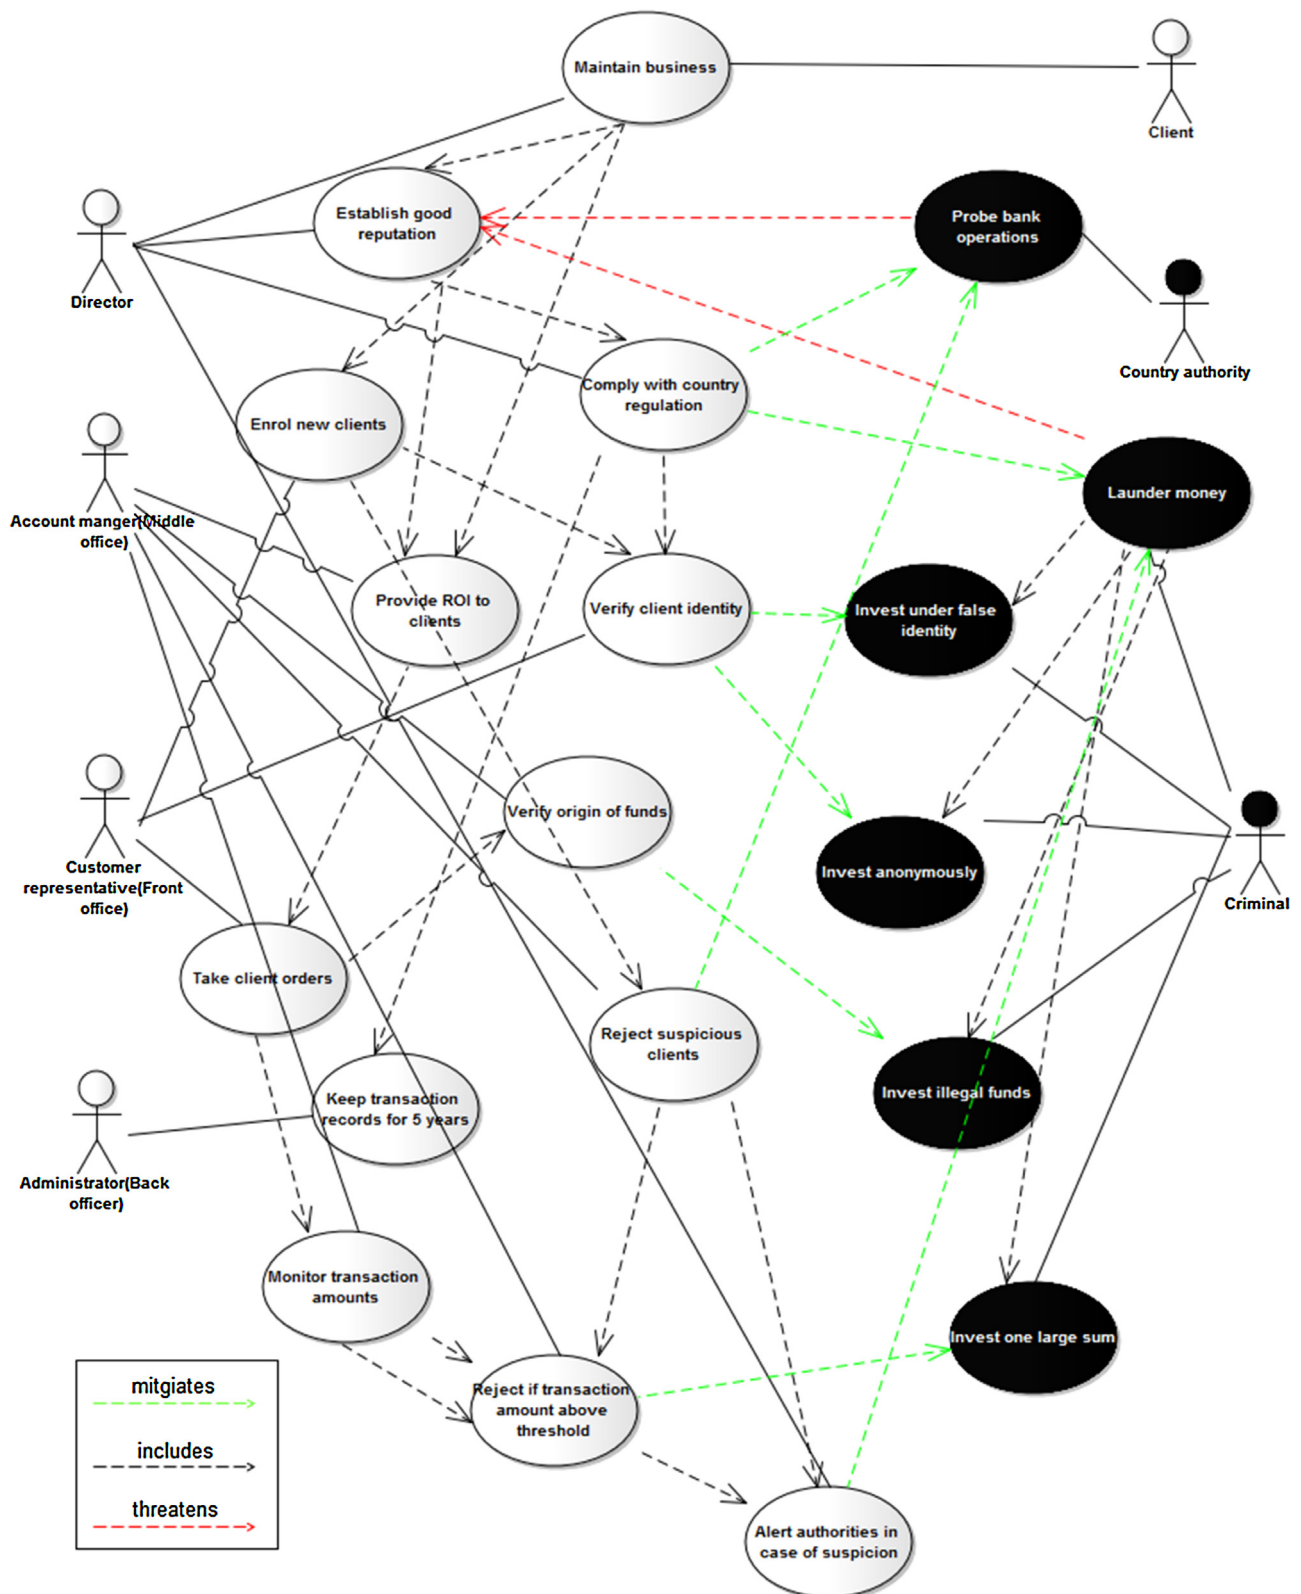 Maintain business
Client
Establish good
reputation
Probe bank
operations
Director
Country authority
Comply with country
regulation
Enrol new clients
Launder money
Account manger(Middle
office)
Provide ROI to
clients
Verify client identity
Invest under false
identity
Verify origin of funds
Customer
representative(Front
office)
Invest anonymously
Criminal
Take client orders
Reject suspicious
clients
Keep transaction
records for 5 years
Invest illegal funds
Administrator(Back
officer)
Monitor transaction
amounts
Invest one large sum
Reject if transaction
amount above
threshold
mitgiates
includes
threatens
Alert authorities in
case of suspicion